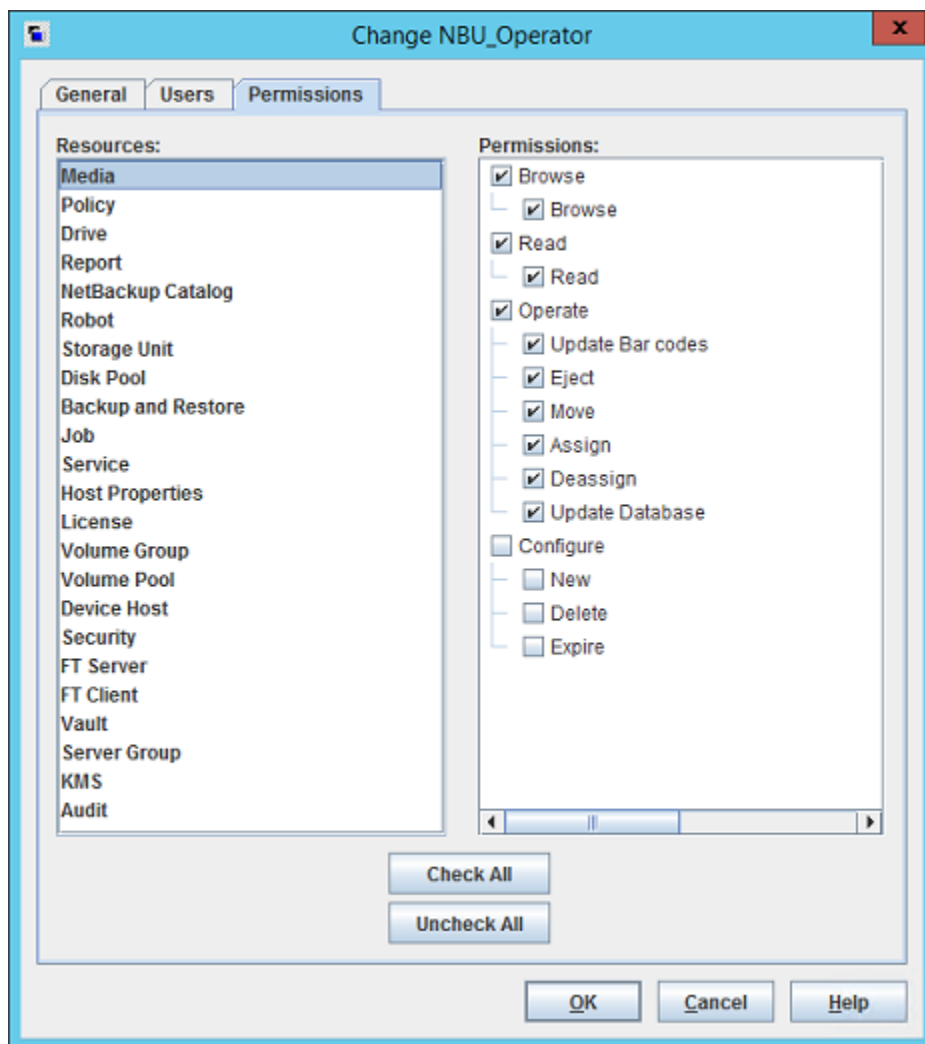 Change NBU_Operator
x
General Users Permissions
Resources:
Media
Policy
Drive
Report
NetBackup Catalog
Robot
Storage Unit
Disk Pool
Backup and Restore
Job
Service
Host Properties
License
Volume Group
Volume Pool
Device Host
Security
FT Server
FT Client
Vault
Server Group
KMS
Audit
Permissions:
Browse
Browse
Read
Read
Operate
Update Bar codes
Eject
Move
Assign
Deassign
Update Database
Configure
New
Delete
Expire
Check All
Uncheck All
OK Cancel Help